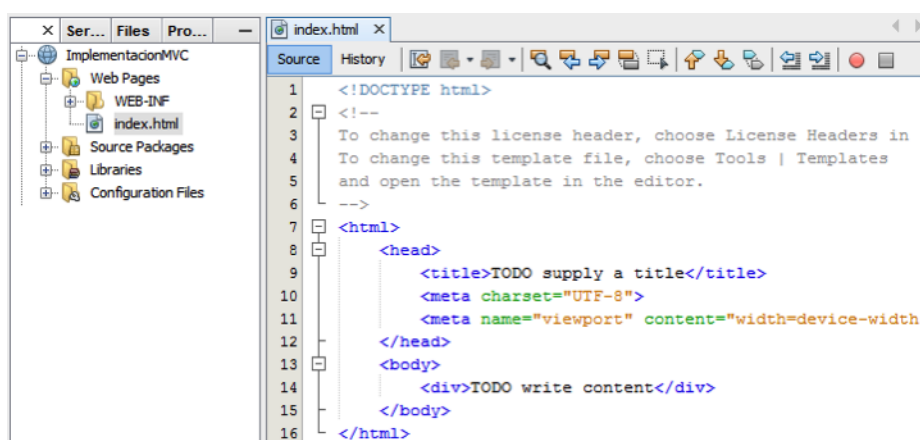 Ser... Files Pro...
ImplementacionMVC
Web Pages
WEB-INF
index.html
Source Packages
Libraries
Configuration Files
index.html
Source History
1 <!DOCTYPE html>
2 <!--
3 To change this license header, choose License Headers in
4 To change this template file, choose Tools | Templates
5 and open the template in the editor.
6 -->
7 <html>
8 <head>
9 <title>TODO supply a title</title>
10 <meta charset="UTF-8">
11 <meta name="viewport" content="width=device-width
12 </head>
13 <body>
14 <div>TODO write content</div>
15 </body>
16 </html>